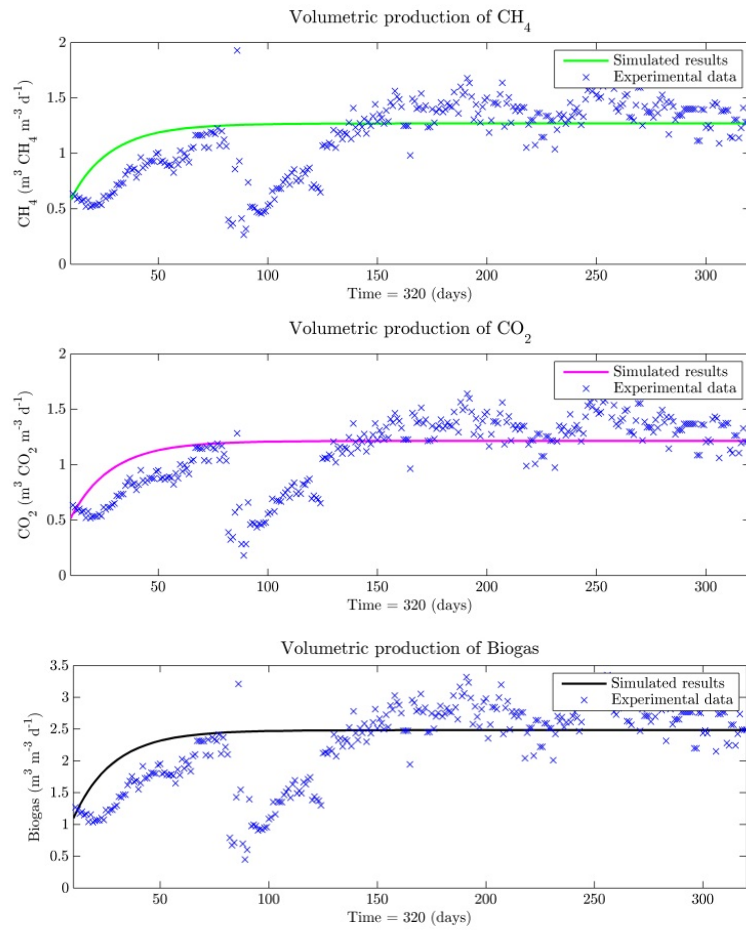 Volumetric production of CH4
2
1.5
1
0.5
0
CH4 (m3 CH4 m-3 d-1)
Simulated results
Experimental data
50 100 150 200 250 300
Time = 320 (days)
Volumetric production of CO2
2
1.5
1
0.5
0
CO2 (m3 CO2 m-3 d-1)
Simulated results
Experimental data
50 100 150 200 250 300
Time = 320 (days)
Volumetric production of Biogas
3.5
3
2.5
2
1.5
1
0.5
0
Biogas (m3 m-3 d-1)
Simulated results
Experimental data
50 100 150 200 250 300
Time = 320 (days)